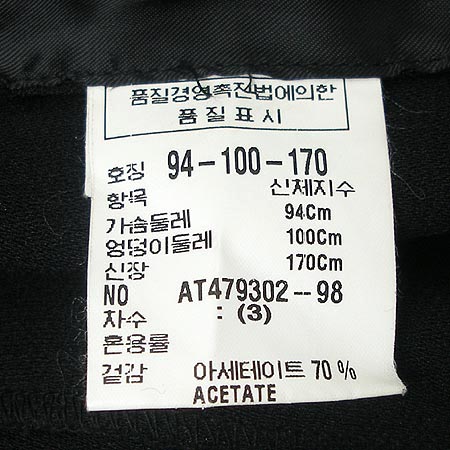 품질경영촉진법에의한
품질표시
호칭 94-100-170
항목 신체치수
가슴둘레 94Cm
엉덩이둘레 100Cm
신장 170Cm
NO AT479302--98
차수 : (3)
혼용률
겉감 아세테이트 70%
ACETATE